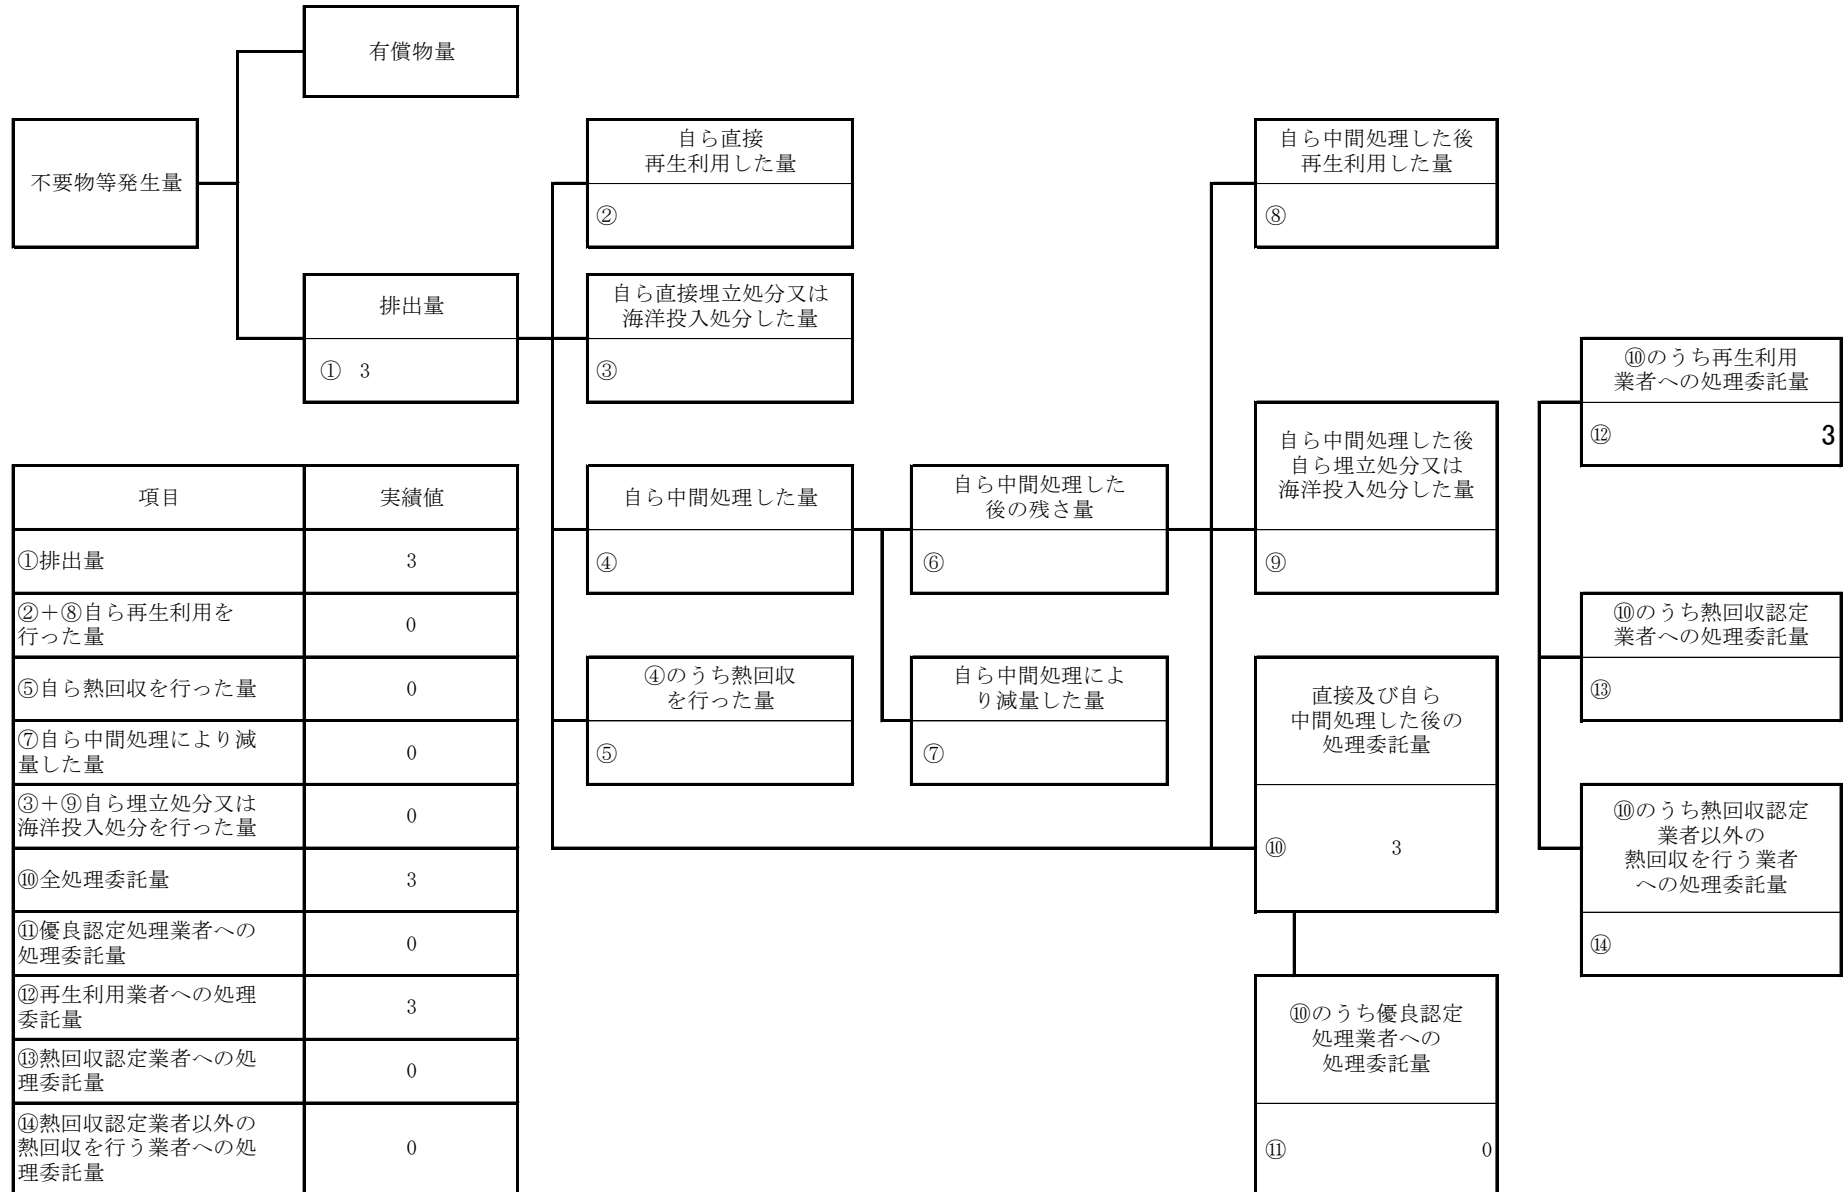 有償物量
不要物等発生量
自ら直接
再生利用した量
②
自ら中間処理した後
再生利用した量
⑧
排出量
① 3
自ら直接埋立処分又は
海洋投入処分した量
③
⑩のうち再生利用
業者への処理委託量
⑫ 3
自ら中間処理した量
④
自ら中間処理した
後の残さ量
⑥
自ら中間処理した後
自ら埋立処分又は
海洋投入処分した量
⑨
⑩のうち熱回収認定
業者への処理委託量
⑬
④のうち熱回収
を行った量
⑤
自ら中間処理によ
り減量した量
⑦
直接及び自ら
中間処理した後の
処理委託量
⑩ 3
⑩のうち熱回収認定
業者以外の
熱回収を行う業者
への処理委託量
⑭
⑩のうち優良認定
処理業者への
処理委託量
⑪ 0
項目 実績値
①排出量 3
②＋⑧自ら再生利用を
行った量 0
⑤自ら熱回収を行った量 0
⑦自ら中間処理により減
量した量 0
③＋⑨自ら埋立処分又は
海洋投入処分を行った量 0
⑩全処理委託量 3
⑪優良認定処理業者への
処理委託量 0
⑫再生利用業者への処理
委託量 3
⑬熱回収認定業者への処
理委託量 0
⑭熱回収認定業者以外の
熱回収を行う業者への処
理委託量 0